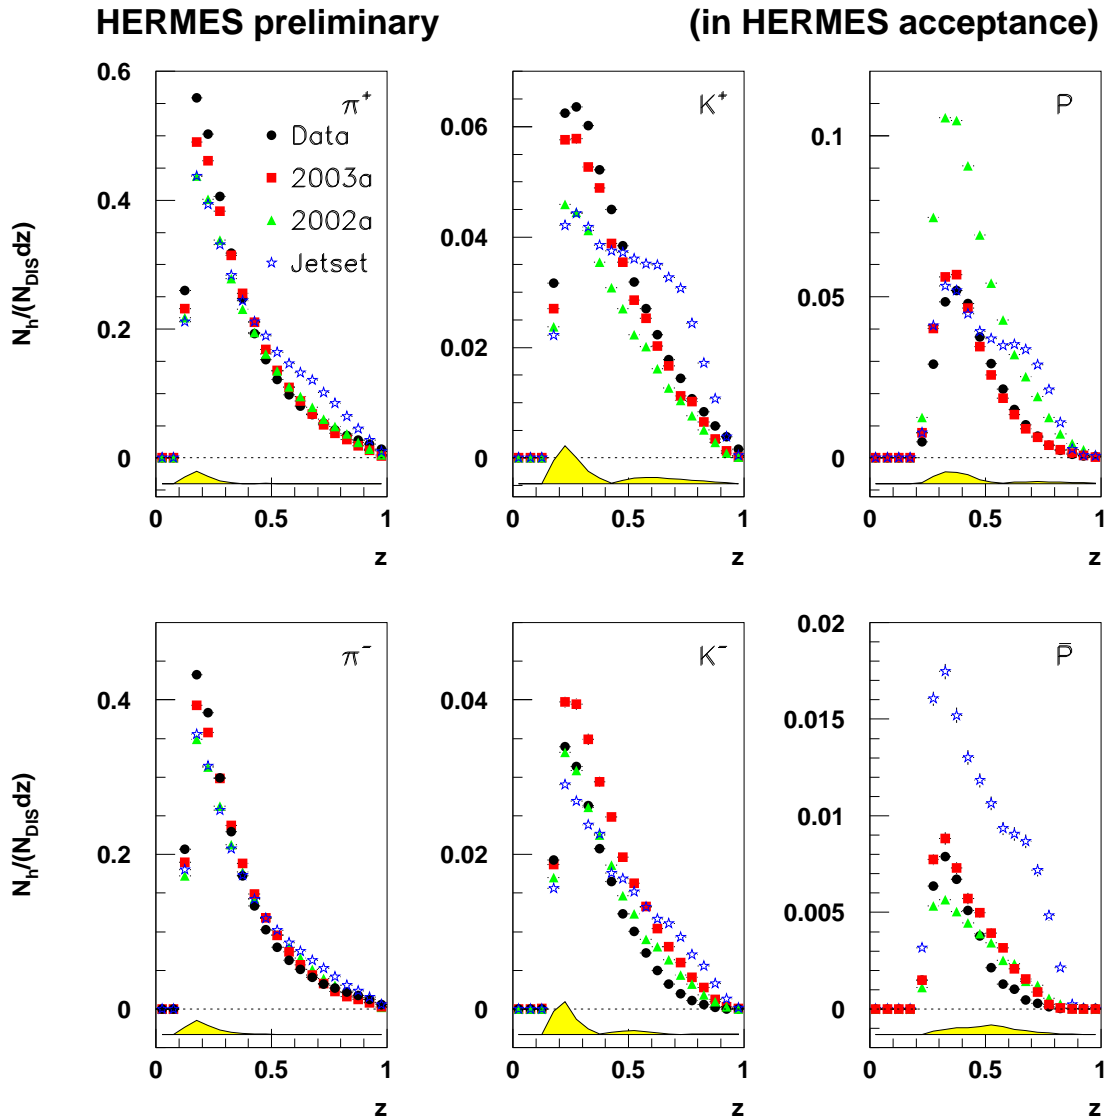 HERMES preliminary (in HERMES acceptance)
0.6
0.4
0.2
0
0 0.5 1
z
N_h/(N_DIS dz)
π⁺
Data
2003a
2002a
Jetset
0.06
0.04
0.02
0
0 0.5 1
z
K⁺
0.1
0.05
0
0 0.5 1
z
P
0.4
0.2
0
0 0.5 1
z
N_h/(N_DIS dz)
π⁻
0.04
0.02
0
0 0.5 1
z
K⁻
0.02
0.015
0.01
0.005
0
0 0.5 1
z
P̄